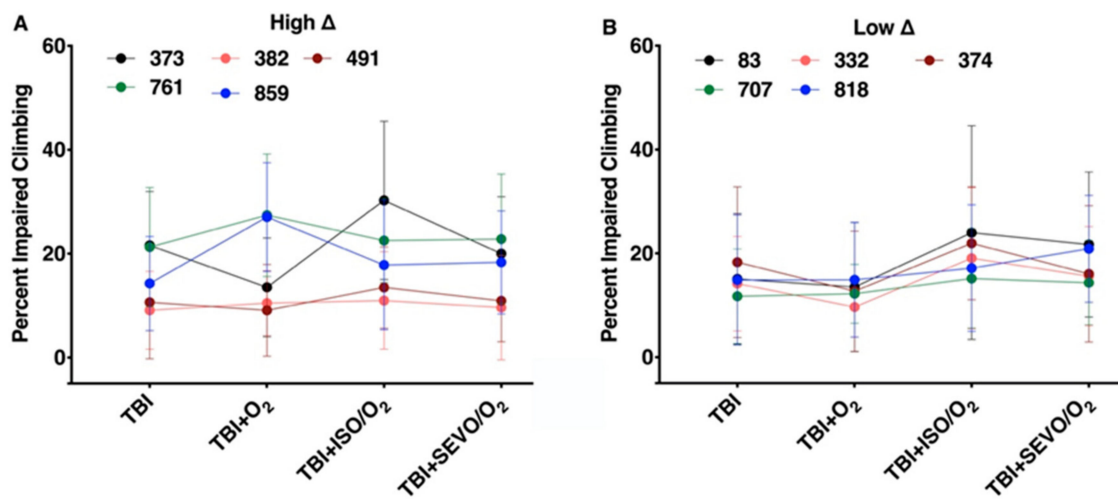 A
High Δ
373 382 491
761 859
Percent Impaired Climbing
60
40
20
0
TBI
TBI+O2
TBI+ISO/O2
TBI+SEVO/O2
B
Low Δ
83 332 374
707 818
Percent Impaired Climbing
60
40
20
0
TBI
TBI+O2
TBI+ISO/O2
TBI+SEVO/O2